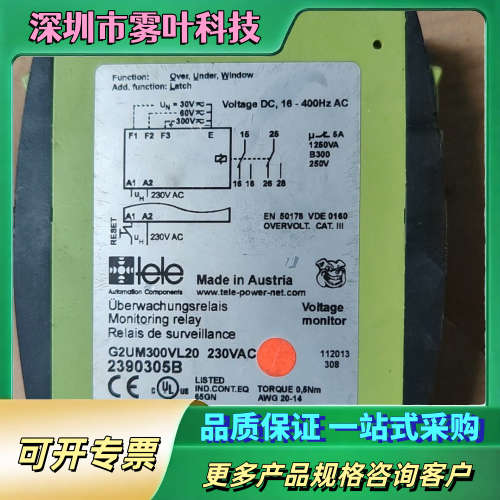 深圳市雾叶科技
Function: Over, Under, Window
Add. function: Latch
Voltage DC, 16 - 400Hz AC
UN = 30V
60V
300V
F1 F2 F3 E
15 25
5A
1250VA
B300
250V
16 18 26 28
A1 A2
UH 230V AC
A1 A2
RESET
UH 230V AC
EN 50178 VDE 0160
OVERVOLT. CAT. III
tele
Automation Components
Made in Austria
www.tele-power-net.com
Überwachungsrelais
Monitoring relay
Relais de surveillance
Voltage
monitor
G2UM300VL20 230VAC
2390305B
112013
308
C UL US
LISTED
IND.CONT.EQ
65GN
TORQUE 0,5Nm
AWG 20-14
可开专票
品质保证 一站式采购
更多产品规格咨询客户